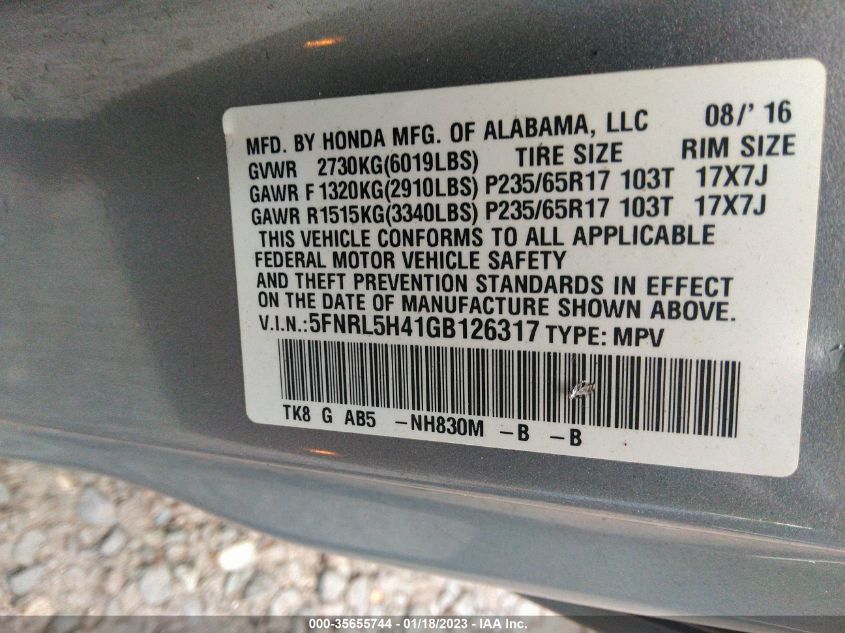 MFD. BY HONDA MFG. OF ALABAMA, LLC 08/' 16
GVWR 2730KG(6019LBS) TIRE SIZE RIM SIZE
GAWR F 1320KG(2910LBS) P235/65R17 103T 17X7J
GAWR R1515KG(3340LBS) P235/65R17 103T 17X7J
THIS VEHICLE CONFORMS TO ALL APPLICABLE
FEDERAL MOTOR VEHICLE SAFETY
AND THEFT PREVENTION STANDARDS IN EFFECT
ON THE DATE OF MANUFACTURE SHOWN ABOVE.
V.I.N.:5FNRL5H41GB126317 TYPE: MPV
TK8 G AB5 -NH830M -B -B
000-35655744 - 01/18/2023 - IAA Inc.